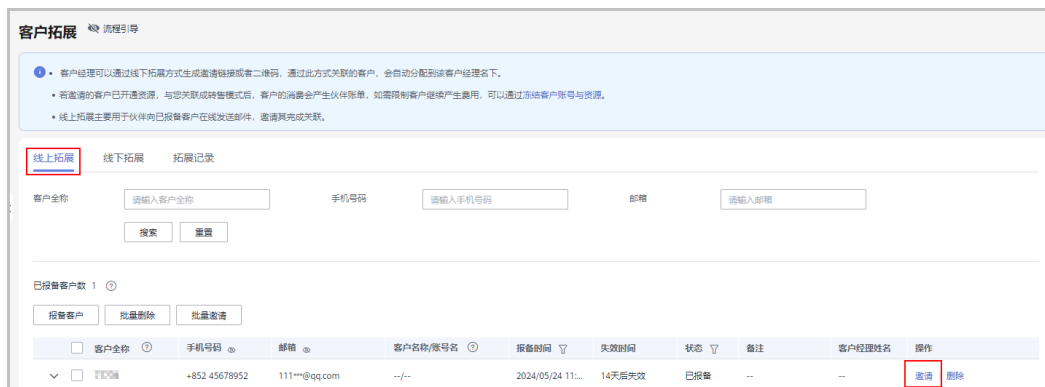 客户拓展 流程引导
• 客户经理可以通过线下拓展方式生成邀请链接或者二维码，通过此方式关联的客户，会自动分配到该客户经理名下。
• 若邀请的客户已开通资源，与您关联成转售模式后，客户的消费会产生伙伴账单，如需限制客户继续产生费用，可以通过冻结客户账号与资源。
• 线上拓展主要用于伙伴向已报备客户在线发送邮件，邀请其完成关联。
线上拓展 线下拓展 拓展记录
客户全称 请输入客户全称 手机号码 请输入手机号码 邮箱 请输入邮箱
搜索 重置
已报备客户数 1
报备客户 批量删除 批量邀请
客户全称 手机号码 邮箱 客户名称/账号名 报备时间 失效时间 状态 备注 客户经理姓名 操作
+852 45678952 111***@qq.com --/-- 2024/05/24 11:... 14天后失效 已报备 -- -- 邀请 删除